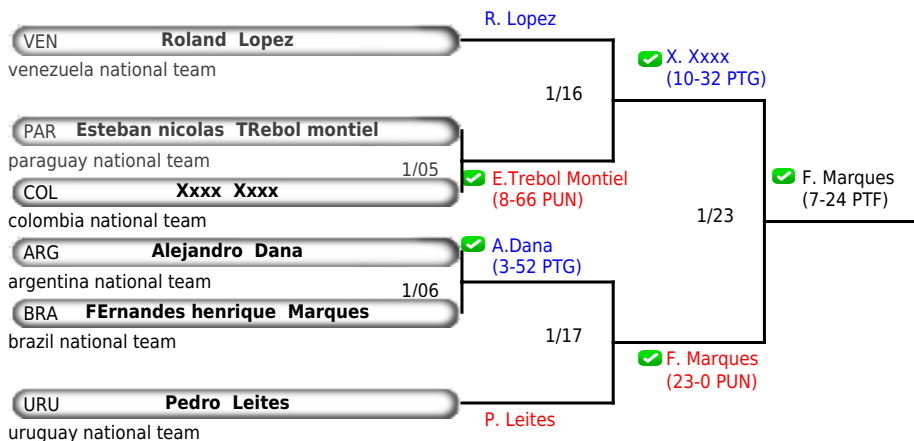 R. Lopez
VEN Roland Lopez
venezuela national team
X. Xxxx
(10-32 PTG)
1/16
PAR Esteban nicolas TRebol montiel
paraguay national team
1/05
E.Trebol Montiel
(8-66 PUN)
COL Xxxx Xxxx
colombia national team
F. Marques
(7-24 PTF)
1/23
ARG Alejandro Dana
argentina national team
A.Dana
(3-52 PTG)
1/06
BRA FErnandes henrique Marques
brazil national team
1/17
F. Marques
(23-0 PUN)
URU Pedro Leites
uruguay national team
P. Leites